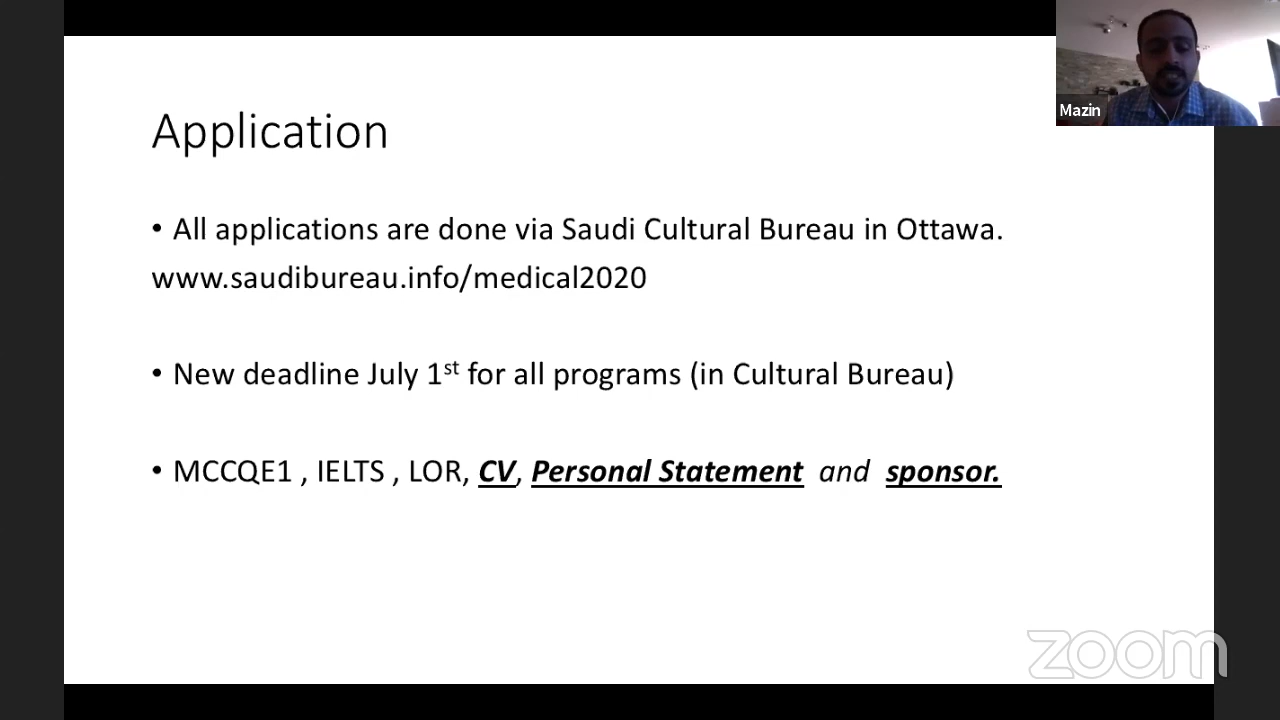 Mazin
Application
• All applications are done via Saudi Cultural Bureau in Ottawa.
www.saudibureau.info/medical2020
• New deadline July 1st for all programs (in Cultural Bureau)
• MCCQE1 , IELTS , LOR, CV, Personal Statement and sponsor.
zoom